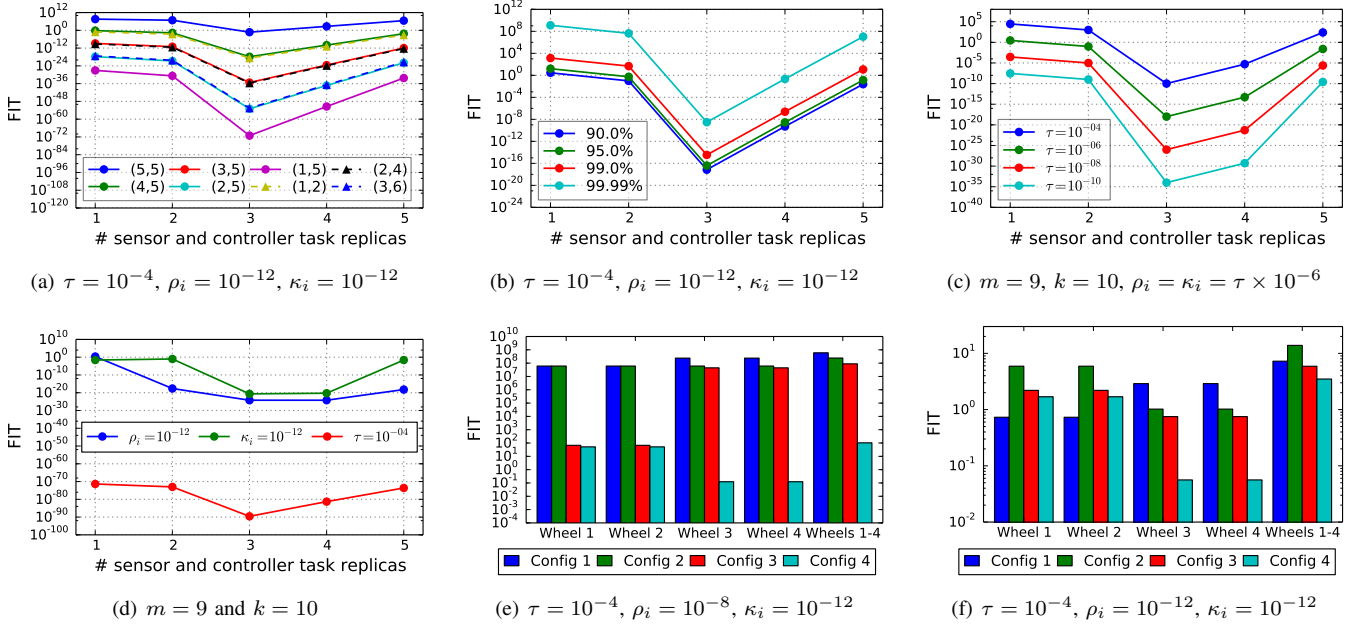 10^12
10^0
10^-12
10^-24
10^-36
10^-48
10^-60
10^-72
10^-84
10^-96
10^-108
10^-120
FIT
(5,5) (3,5) (1,5) (2,4)
(4,5) (2,5) (1,2) (3,6)
1 2 3 4 5
# sensor and controller task replicas
(a) τ = 10^−4, ρ_i = 10^−12, κ_i = 10^−12
10^12
10^8
10^4
10^0
10^-4
10^-8
10^-12
10^-16
10^-20
10^-24
FIT
90.0%
95.0%
99.0%
99.99%
1 2 3 4 5
# sensor and controller task replicas
(b) τ = 10^−4, ρ_i = 10^−12, κ_i = 10^−12
10^5
10^0
10^-5
10^-10
10^-15
10^-20
10^-25
10^-30
10^-35
10^-40
FIT
τ=10^−04
τ=10^−06
τ=10^−08
τ=10^−10
1 2 3 4 5
# sensor and controller task replicas
(c) m = 9, k = 10, ρ_i = κ_i = τ × 10^−6
10^10
10^0
10^-10
10^-20
10^-30
10^-40
10^-50
10^-60
10^-70
10^-80
10^-90
10^-100
FIT
ρ_i=10^−12 κ_i=10^−12 τ=10^−04
1 2 3 4 5
# sensor and controller task replicas
(d) m = 9 and k = 10
10^10
10^9
10^8
10^7
10^6
10^5
10^4
10^3
10^2
10^1
10^0
10^-1
10^-2
10^-3
10^-4
FIT
Wheel 1 Wheel 2 Wheel 3 Wheel 4 Wheels 1-4
Config 1 Config 2 Config 3 Config 4
(e) τ = 10^−4, ρ_i = 10^−8, κ_i = 10^−12
10^1
10^0
10^-1
10^-2
FIT
Wheel 1 Wheel 2 Wheel 3 Wheel 4 Wheels 1-4
Config 1 Config 2 Config 3 Config 4
(f) τ = 10^−4, ρ_i = 10^−12, κ_i = 10^−12